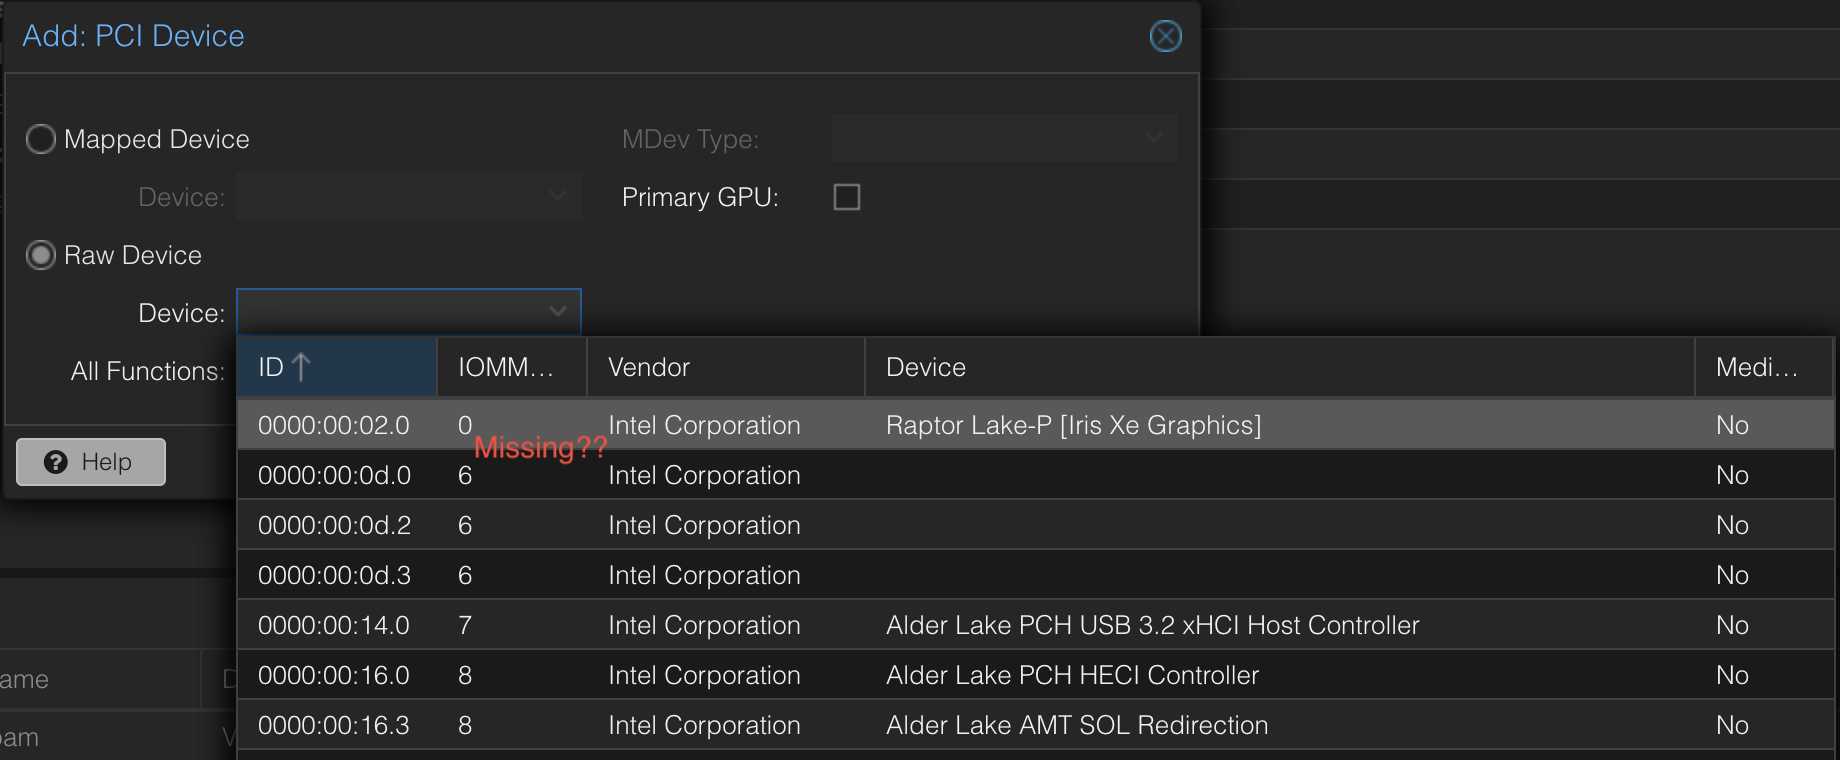 Add: PCI Device
Mapped Device
MDev Type:
Device:
Primary GPU:
Raw Device
Device:
All Functions:
ID IOMM... Vendor Device Medi...
0000:00:02.0 0 Intel Corporation Raptor Lake-P [Iris Xe Graphics] No
Missing??
0000:00:0d.0 6 Intel Corporation No
0000:00:0d.2 6 Intel Corporation No
0000:00:0d.3 6 Intel Corporation No
0000:00:14.0 7 Intel Corporation Alder Lake PCH USB 3.2 xHCI Host Controller No
0000:00:16.0 8 Intel Corporation Alder Lake PCH HECI Controller No
0000:00:16.3 8 Intel Corporation Alder Lake AMT SOL Redirection No
Help
ame D
oam V